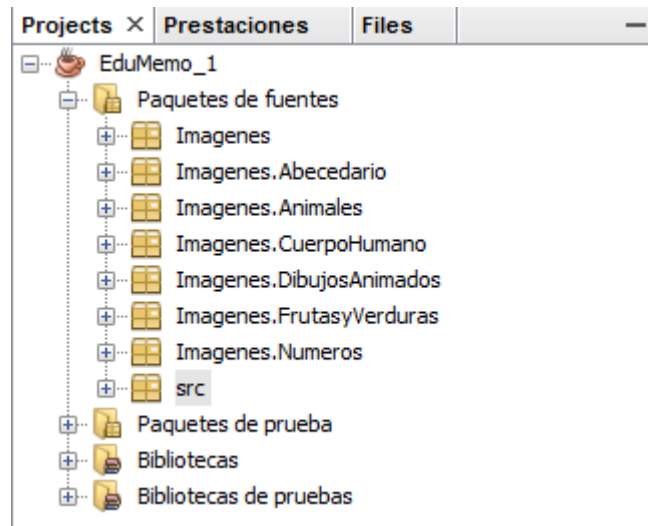 Projects Prestaciones Files
EduMemo_1
Paquetes de fuentes
Imagenes
Imagenes.Abecedario
Imagenes.Animales
Imagenes.CuerpoHumano
Imagenes.DibujosAnimados
Imagenes.FrutasyVerduras
Imagenes.Numeros
src
Paquetes de prueba
Bibliotecas
Bibliotecas de pruebas